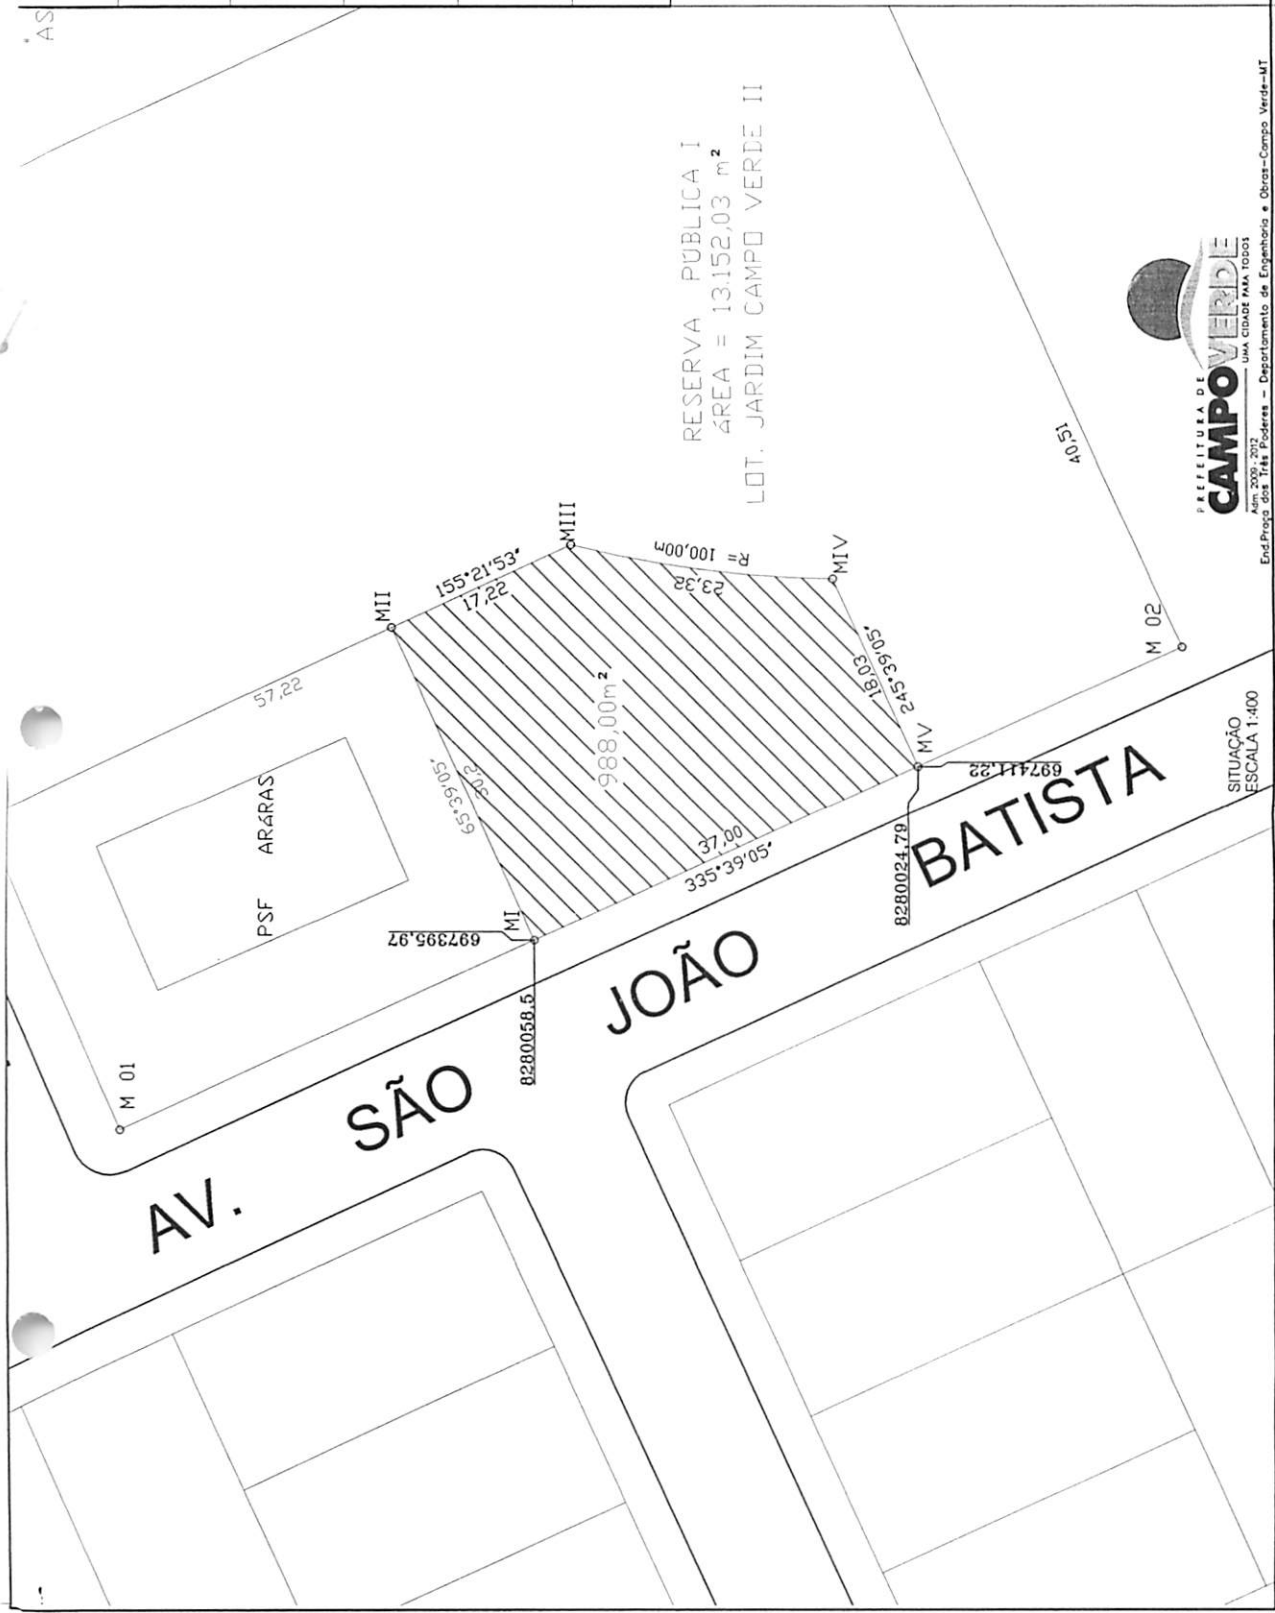 "AS
PSF ARÁRAS
M 01
57,22
MII
155°21'53"
17,22
MIII
65°39'05"
30,2
988,00m²
23,32
R= 100,00m
MIV
18,03
245°39'05"
MV
37,00
335°39,05"
MI
697395,97
8280058,5
8280024,79
697411,22
RESERVA PÚBLICA I
ÁREA = 13.152,03 m²
LOT. JARDIM CAMPO VERDE II
40,51
M 02
AV. SÃO JOÃO BATISTA
SITUAÇÃO
ESCALA 1:400
PREFEITURA DE
CAMPOVERDE
Adm. 2009 - 2012
UMA CIDADE PARA TODOS
End.Praça dos Três Poderes - Departamento de Engenharia e Obras-Campo Verde-MT